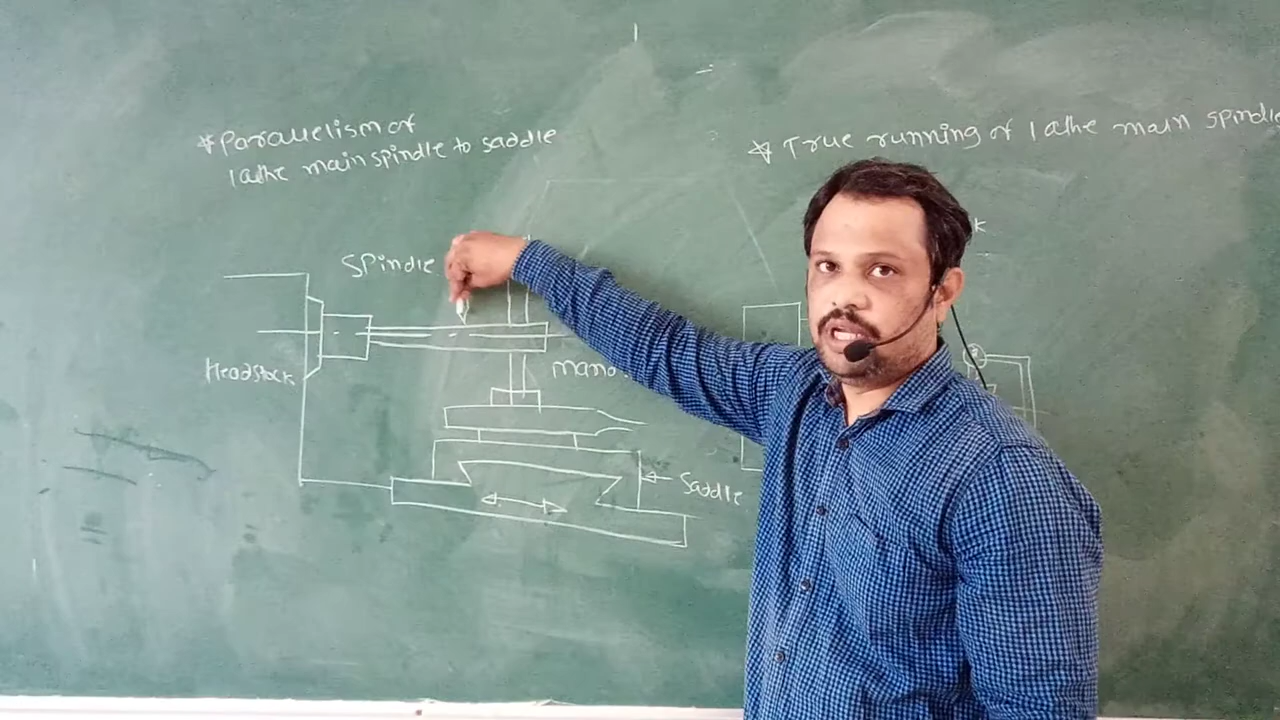 * Parallelism of
lathe main spindle to saddle
* True running of lathe main spindle
Spindle
Headstock
Saddle